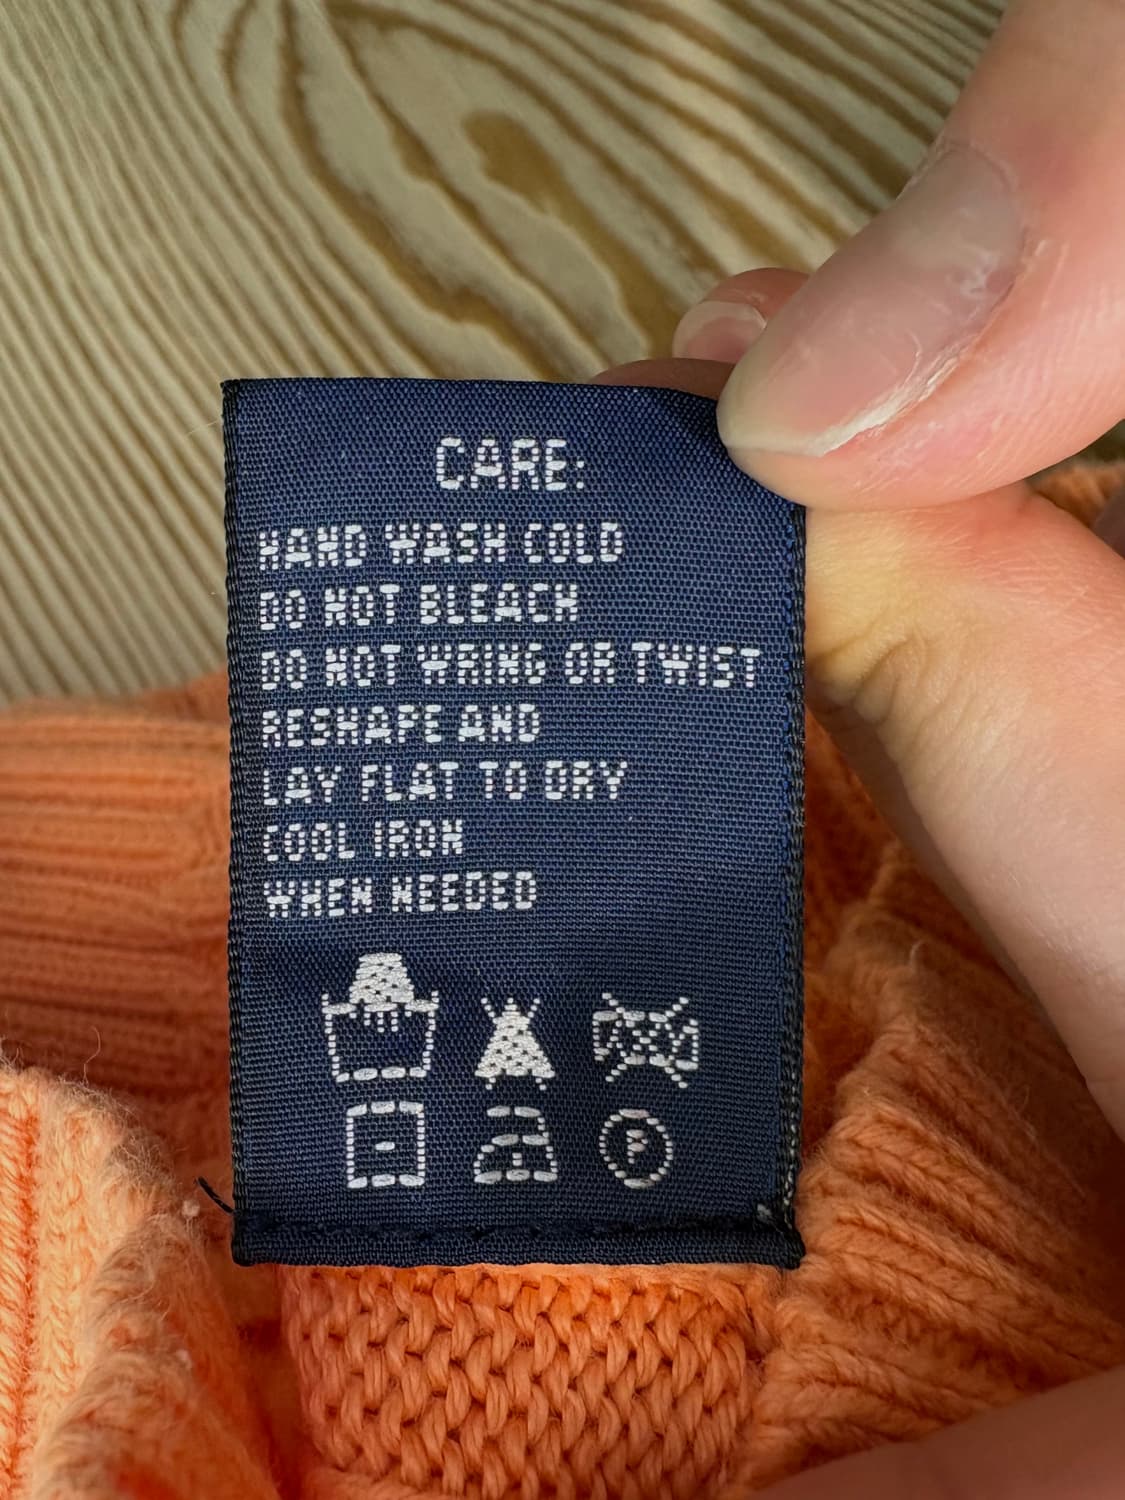 CARE:
HAND WASH COLD
DO NOT BLEACH
DO NOT WRING OR TWIST
RESHAPE AND
LAY FLAT TO DRY
COOL IRON
WHEN NEEDED
P